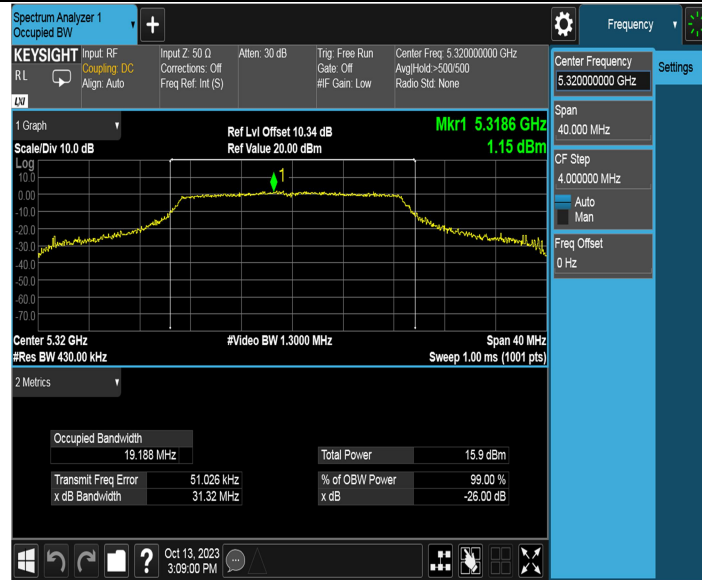 Spectrum Analyzer 1
Occupied BW
+
Frequency
KEYSIGHT
RL
LXI
Input: RF
Coupling: DC
Align: Auto
Input Z: 50 Ω
Corrections: Off
Freq Ref: Int (S)
Atten: 30 dB
Trig: Free Run
Gate: Off
#IF Gain: Low
Center Freq: 5.320000000 GHz
Avg|Hold:>500/500
Radio Std: None
Center Frequency
5.320000000 GHz
Settings
Span
40.000 MHz
CF Step
4.000000 MHz
Auto
Man
Freq Offset
0 Hz
1 Graph
Scale/Div 10.0 dB
Ref Lvl Offset 10.34 dB
Ref Value 20.00 dBm
Mkr1 5.3186 GHz
1.15 dBm
Log
10.0
0.00
-10.0
-20.0
-30.0
-40.0
-50.0
-60.0
-70.0
1
Center 5.32 GHz
#Res BW 430.00 kHz
#Video BW 1.3000 MHz
Span 40 MHz
Sweep 1.00 ms (1001 pts)
2 Metrics
Occupied Bandwidth
19.188 MHz
Transmit Freq Error 51.026 kHz
x dB Bandwidth 31.32 MHz
Total Power 15.9 dBm
% of OBW Power 99.00 %
x dB -26.00 dB
?
Oct 13, 2023
3:09:00 PM